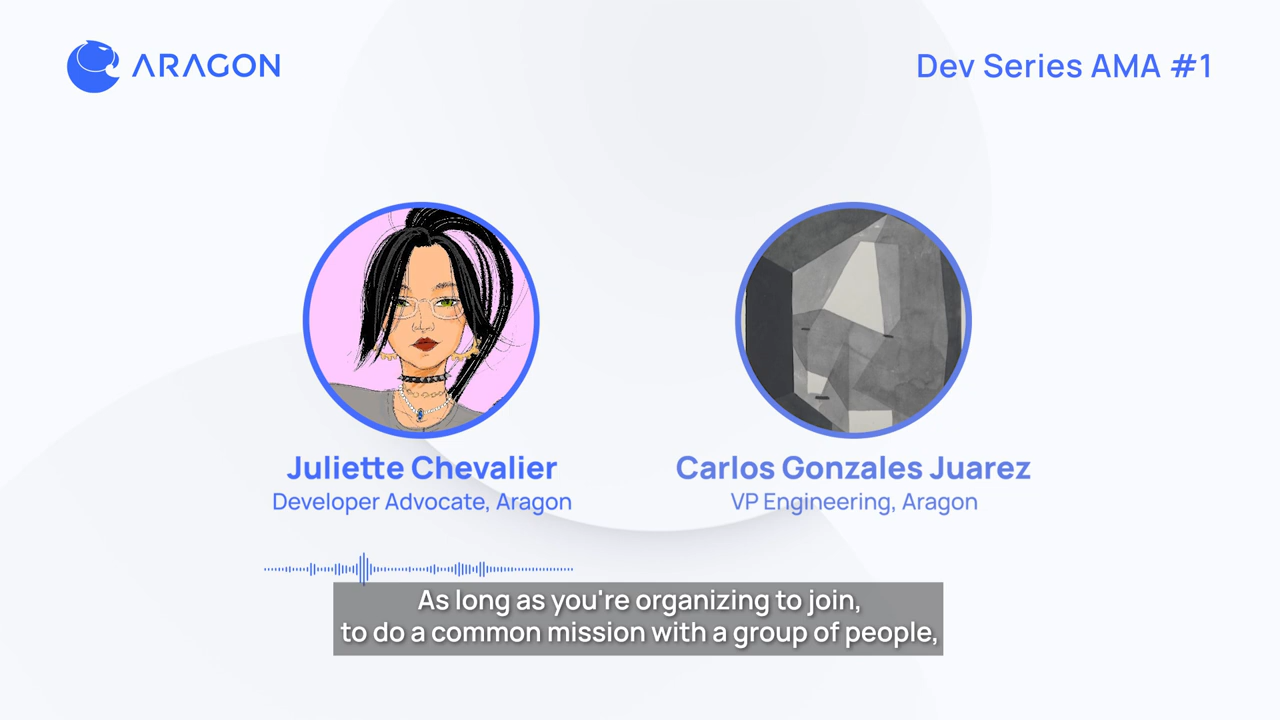 ARAGON
Dev Series AMA #1
Juliette Chevalier
Developer Advocate, Aragon
Carlos Gonzales Juarez
VP Engineering, Aragon
As long as you're organizing to join,
to do a common mission with a group of people,